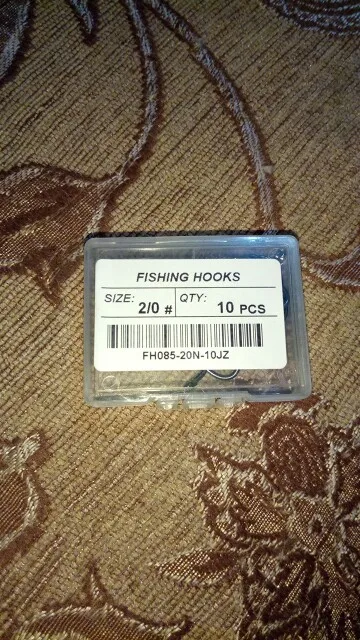 FISHING HOOKS
SIZE: 2/0 # QTY: 10 PCS
FH085-20N-10JZ